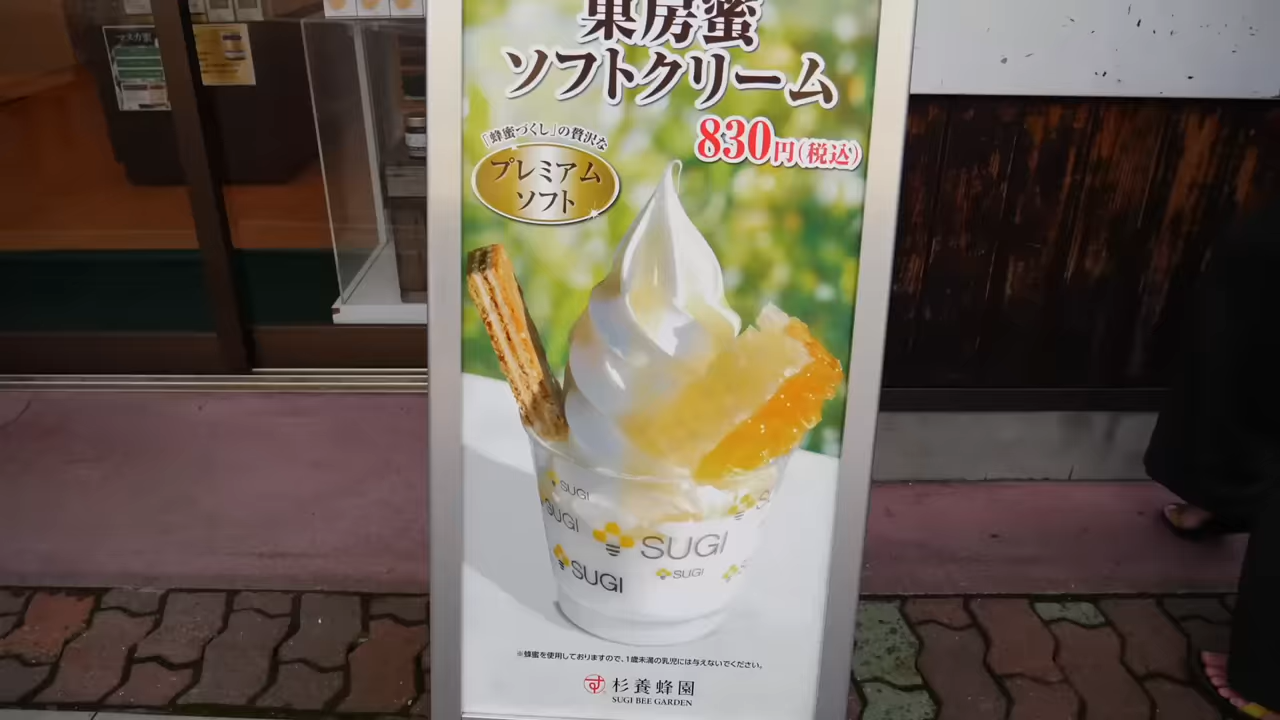 巣房蜜
ソフトクリーム
830円(税込)
「蜂蜜づくし」の贅沢な
プレミアム
ソフト
SUGI
SUGI
SUGI
SUGI
SUGI
※蜂蜜を使用しておりますので、1歳未満の乳児には与えないでください。
杉養蜂園
SUGI BEE GARDEN
マスカ蜜